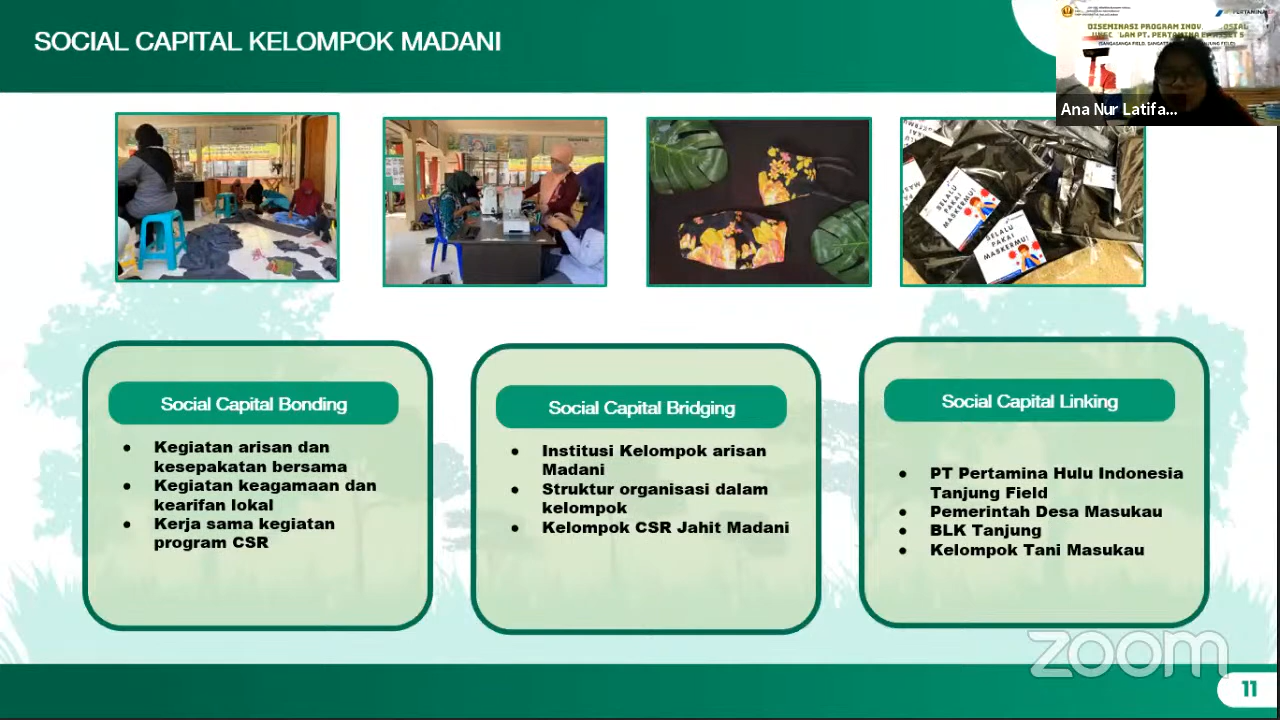 SOCIAL CAPITAL KELOMPOK MADANI
PERTAMINA
DISEMINASI PROGRAM
Ana Nur Latifa...
SELALU
PAKAI
MASKERMU!
SELALU
PAKAI
MASKERMU!
Social Capital Bonding
• Kegiatan arisan dan
kesepakatan bersama
• Kegiatan keagamaan dan
kearifan lokal
• Kerja sama kegiatan
program CSR
Social Capital Bridging
• Institusi Kelompok arisan
Madani
• Struktur organisasi dalam
kelompok
• Kelompok CSR Jahit Madani
Social Capital Linking
• PT Pertamina Hulu Indonesia
Tanjung Field
• Pemerintah Desa Masukau
• BLK Tanjung
• Kelompok Tani Masukau
zoom
11